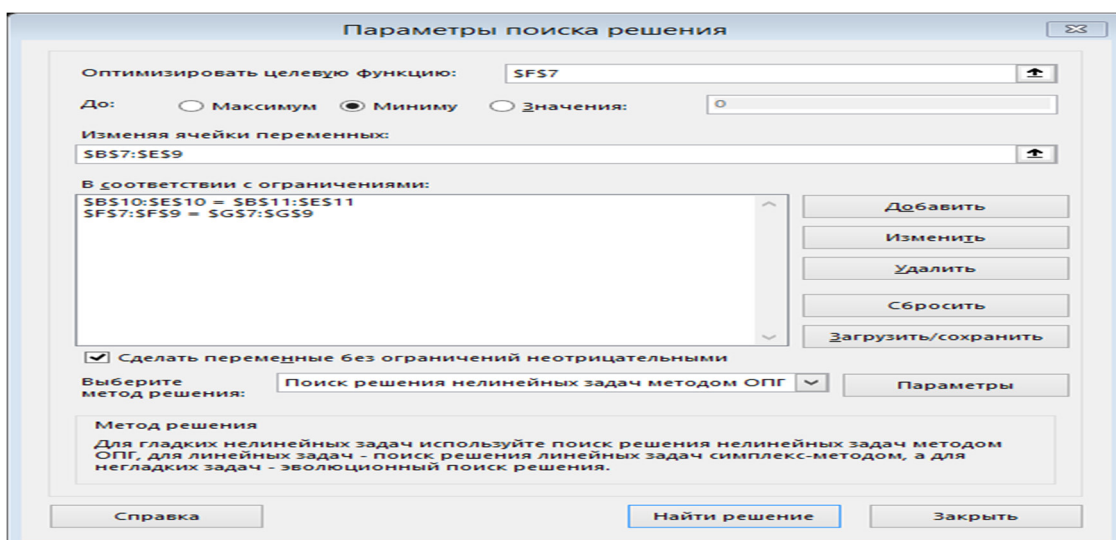 Параметры поиска решения
Оптимизировать целевую функцию: $F$7
До: Максимум Миниму Значения: 0
Изменяя ячейки переменных:
$B$7:$E$9
В соответствии с ограничениями:
$B$10:$E$10 = $B$11:$E$11
$F$7:$F$9 = $G$7:$G$9
Добавить
Изменить
Удалить
Сбросить
Загрузить/сохранить
Сделать переменные без ограничений неотрицательными
Выберите
метод решения:
Поиск решения нелинейных задач методом ОПГ
Параметры
Метод решения
Для гладких нелинейных задач используйте поиск решения нелинейных задач методом
ОПГ, для линейных задач - поиск решения линейных задач симплекс-методом, а для
негладких задач - эволюционный поиск решения.
Справка
Найти решение
Закрыть